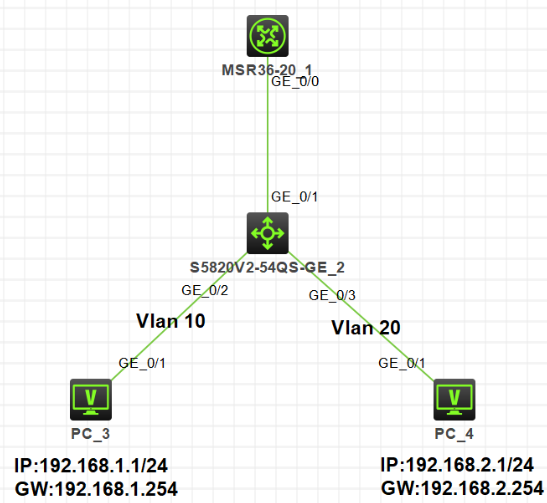 MSR36-20_1
GE_0/0
GE_0/1
S5820V2-54QS-GE_2
GE_0/2
GE_0/3
Vlan 10
Vlan 20
GE_0/1
GE_0/1
V
V
PC_3
PC_4
IP:192.168.1.1/24
GW:192.168.1.254
IP:192.168.2.1/24
GW:192.168.2.254